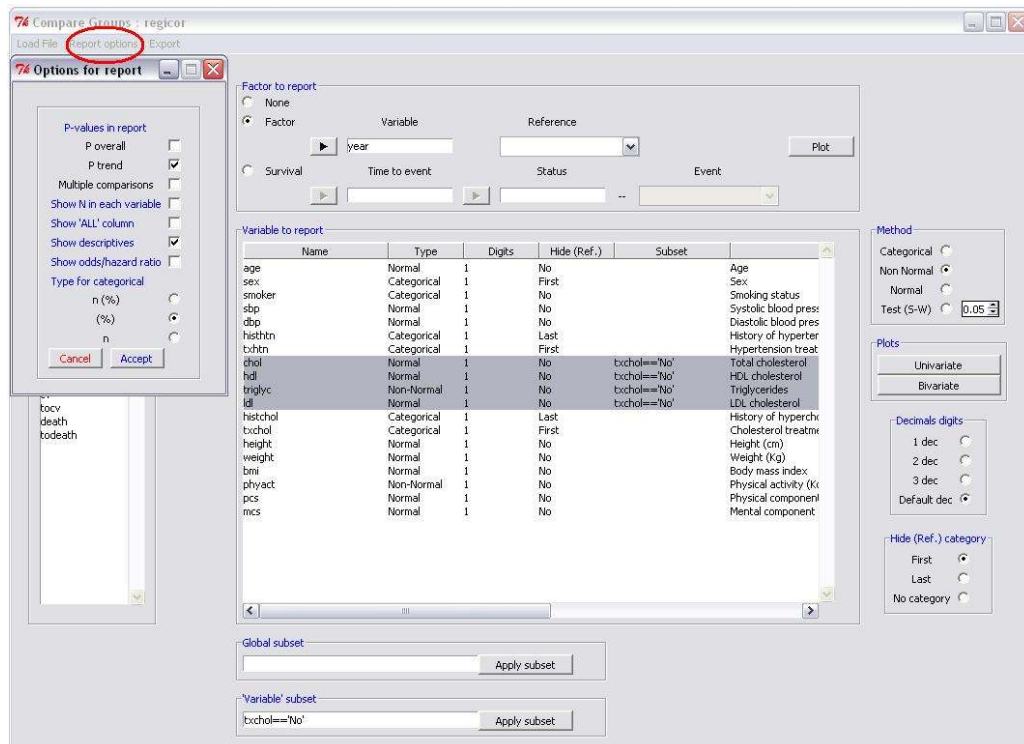 Compare Groups : regicor
Load File Report options Export
Options for report
P-values in report
P overall
P trend
Multiple comparisons
Show N in each variable
Show 'ALL' column
Show descriptives
Show odds/hazard ratio
Type for categorical
n (%)
(%)
n
Cancel Accept
tocv
death
todeath
Factor to report
None
Factor Variable Reference
year Plot
Survival Time to event Status Event
--
Variable to report
Name Type Digits Hide (Ref.) Subset
age Normal 1 No Age
sex Categorical 1 First Sex
smoker Categorical 1 No Smoking status
sbp Normal 1 No Systolic blood press
dbp Normal 1 No Diastolic blood pres
histhtn Categorical 1 Last History of hyperter
txhtn Categorical 1 First Hypertension treat
chol Normal 1 No txchol=='No' Total cholesterol
hdl Normal 1 No txchol=='No' HDL cholesterol
triglyc Non-Normal 1 No txchol=='No' Triglycerides
ldl Normal 1 No txchol=='No' LDL cholesterol
histchol Categorical 1 Last History of hypercho
txchol Categorical 1 First Cholesterol treatme
height Normal 1 No Height (cm)
weight Normal 1 No Weight (Kg)
bmi Normal 1 No Body mass index
phyact Non-Normal 1 No Physical activity (Kc
pcs Normal 1 No Physical component
mcs Normal 1 No Mental component
Method
Categorical
Non Normal
Normal
Test (S-W) 0.05
Plots
Univariate
Bivariate
Decimals digits
1 dec
2 dec
3 dec
Default dec
Hide (Ref.) category
First
Last
No category
Global subset
Apply subset
'Variable' subset
txchol=='No' Apply subset